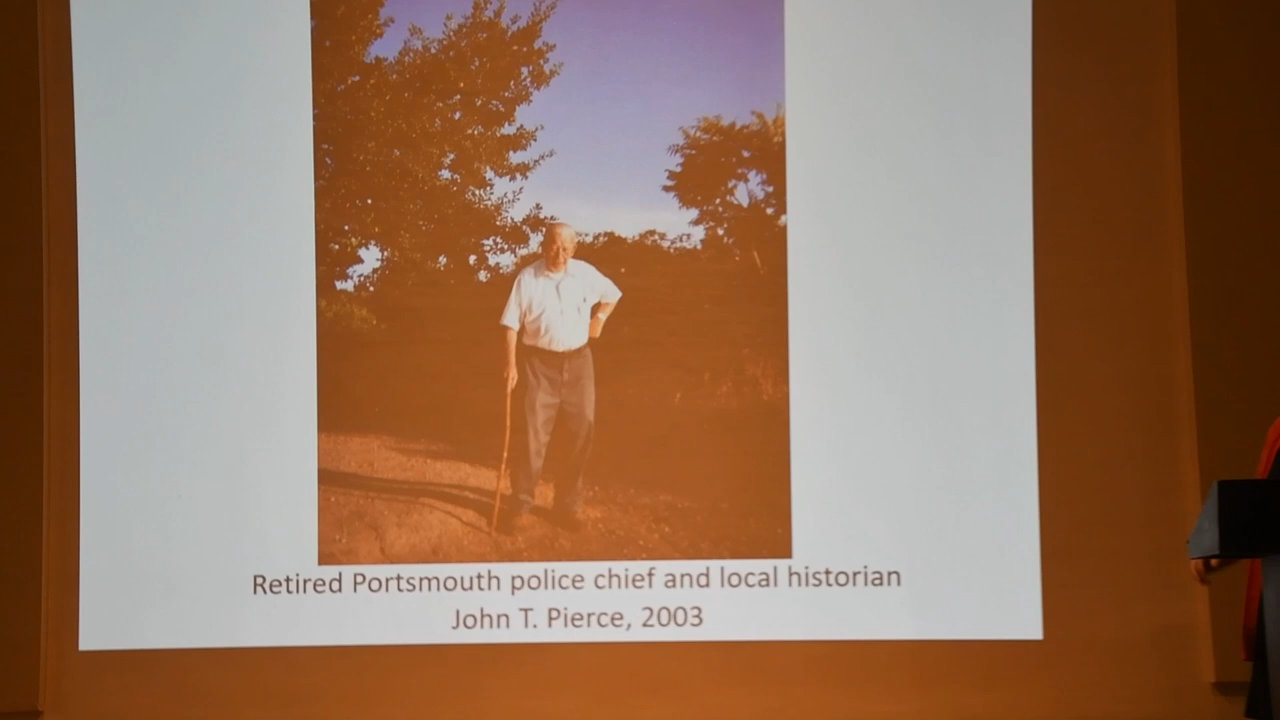 Retired Portsmouth police chief and local historian
John T. Pierce, 2003